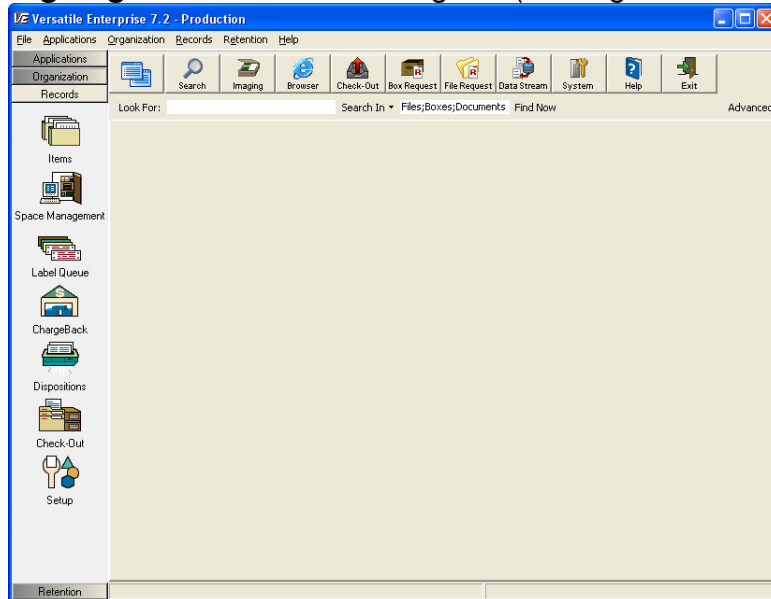 VE Versatile Enterprise 7.2 - Production
File Applications Organization Records Retention Help
Applications
Organization
Records
Search Imaging Browser Check-Out Box Request File Request Data Stream System Help Exit
Look For: Search In Files;Boxes;Documents Find Now Advanced
Items
Space Management
Label Queue
ChargeBack
Dispositions
Check-Out
Setup
Retention